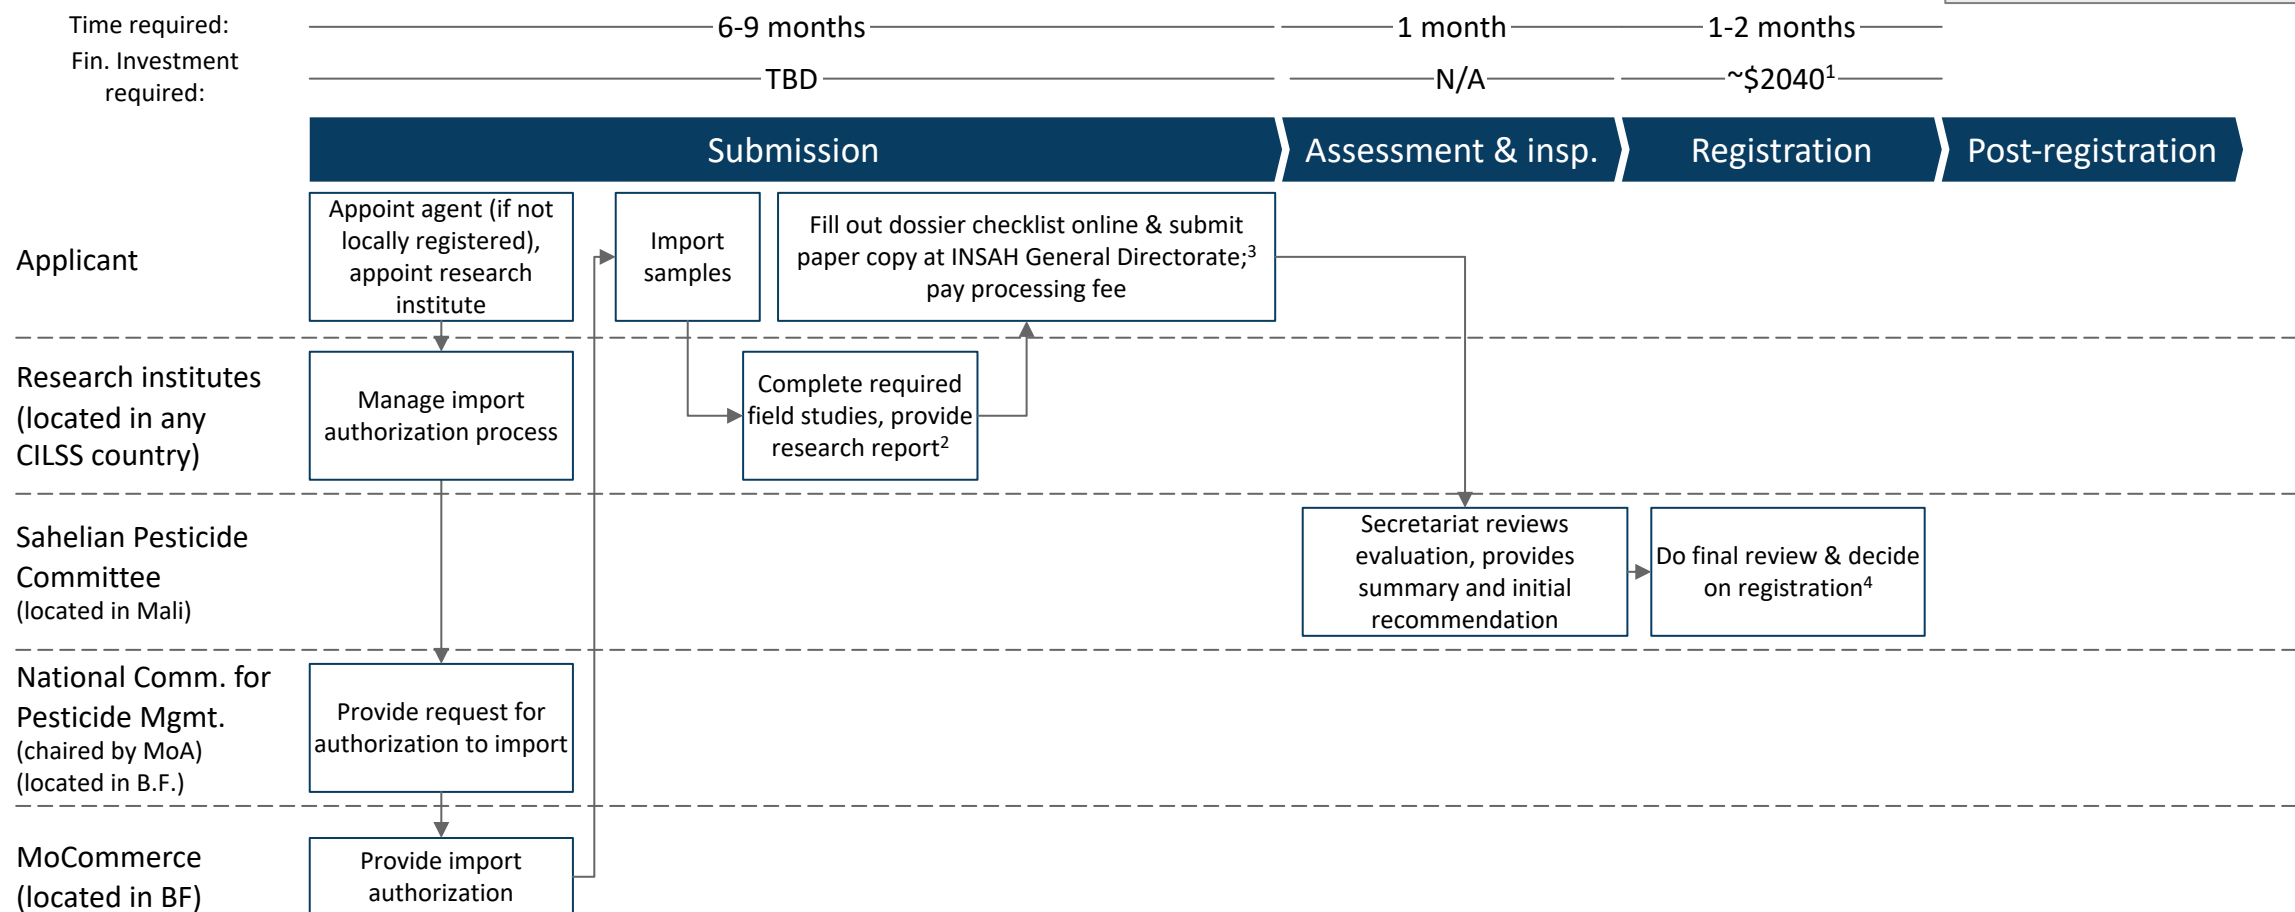 Time required:
6-9 months
1 month
1-2 months
Fin. Investment
required:
TBD
N/A
~$2040¹
Submission
Assessment & insp.
Registration
Post-registration
Applicant
Appoint agent (if not
locally registered),
appoint research
institute
Import
samples
Fill out dossier checklist online & submit
paper copy at INSAH General Directorate;³
pay processing fee
Research institutes
(located in any
CILSS country)
Manage import
authorization process
Complete required
field studies, provide
research report²
Sahelian Pesticide
Committee
(located in Mali)
Secretariat reviews
evaluation, provides
summary and initial
recommendation
Do final review & decide
on registration⁴
National Comm. for
Pesticide Mgmt.
(chaired by MoA)
(located in B.F.)
Provide request for
authorization to import
MoCommerce
(located in BF)
Provide import
authorization